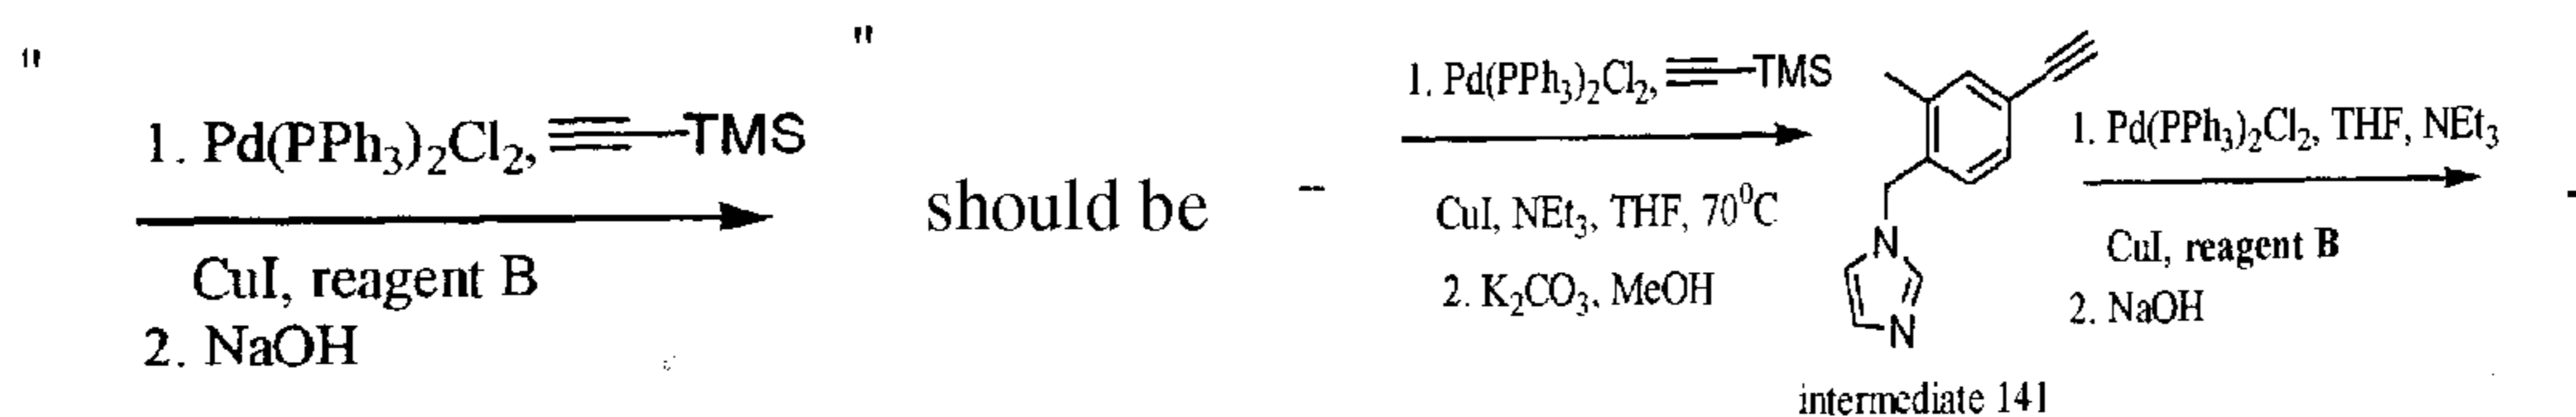 "
1. Pd(PPh3)2Cl2, TMS
CuI, reagent B
2. NaOH
"
should be
--
1. Pd(PPh3)2Cl2, TMS
CuI, NEt3, THF, 70⁰C
2. K2CO3, MeOH
N
N
intermediate 141
1. Pd(PPh3)2Cl2, THF, NEt3
CuI, reagent B
2. NaOH
-